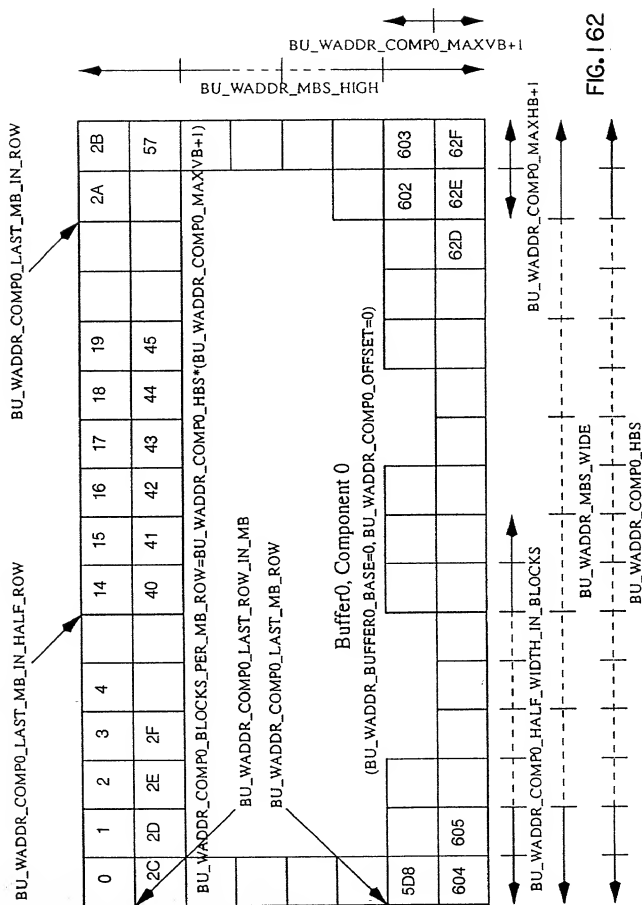 BU_WADDR_COMP0_LAST_MB_IN_HALF_ROW
BU_WADDR_COMP0_LAST_MB_IN_ROW
0 1 2 3 4 14 15 16 17 18 19 2A 2B
2C 2D 2E 2F 40 41 42 43 44 45 57
BU_WADDR_COMP0_BLOCKS_PER_MB_ROW=BU_WADDR_COMP0_HBS*(BU_WADDR_COMP0_MAXVB+1)
BU_WADDR_MBS_HIGH
BU_WADDR_COMP0_LAST_ROW_IN_MB
BU_WADDR_COMP0_LAST_MB_ROW
Buffer0, Component 0
(BU_WADDR_BUFFER0_BASE=0, BU_WADDR_COMP0_OFFSET=0)
BU_WADDR_COMP0_MAXVB+1
5D8 602 603
604 605 62D 62E 62F
BU_WADDR_COMP0_HALF_WIDTH_IN_BLOCKS
BU_WADDR_COMP0_MAXHB+1
BU_WADDR_MBS_WIDE
BU_WADDR_COMP0_HBS
FIG.162